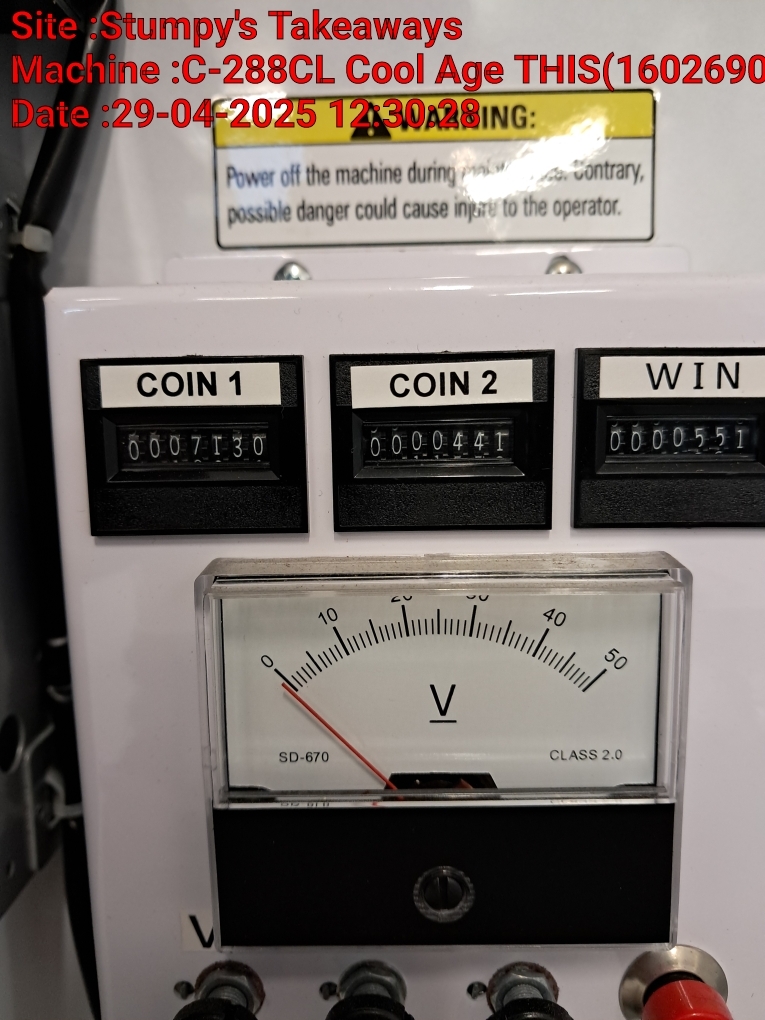 Site :Stumpy's Takeaways
Machine :C-288CL Cool Age THIS(1602690
Date :29-04-2025 12:30:28
WARNING:
Power off the machine during Contrary,
possible danger could cause injure to the operator.
COIN 1
COIN 2
WIN
0007130
0000441
0000551
0 10 20 30 40 50
V
SD-670
CLASS 2.0
V